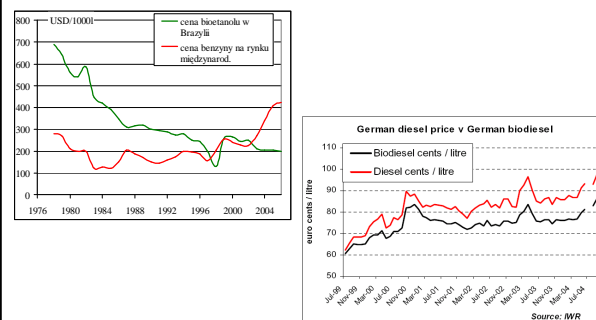 USD/1000l
cena bioetanolu w
Brazylii
cena benzyny na rynku
międzynarod.
800
700
600
500
400
300
200
100
0
1976 1980 1984 1988 1992 1996 2000 2004
German diesel price v German biodiesel
Biodiesel cents / litre
Diesel cents / litre
euro cents / litre
110
100
90
80
70
60
50
Jul-99 Nov-99 Mar-00 Jul-00 Nov-00 Mar-01 Jul-01 Nov-01 Mar-02 Jul-02 Nov-02 Mar-03 Jul-03 Nov-03 Mar-04 Jul-04
Source: IWR